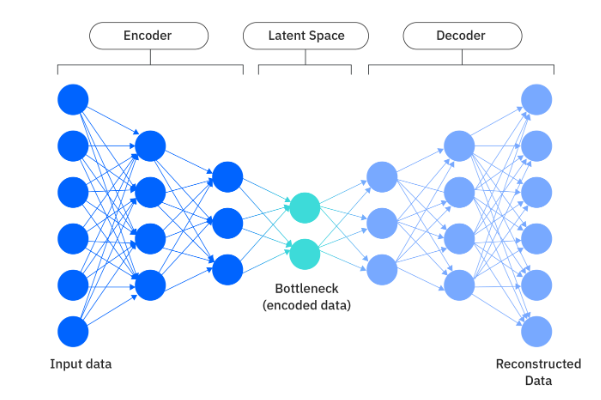 Encoder
Latent Space
Decoder
Bottleneck
(encoded data)
Input data
Reconstructed
Data